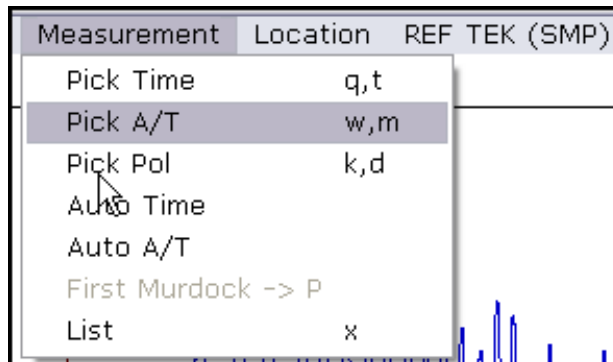 Measurement Location REF TEK (SMP)
Pick Time q,t
Pick A/T w,m
Pick Pol k,d
Auto Time
Auto A/T
First Murdock -> P
List x